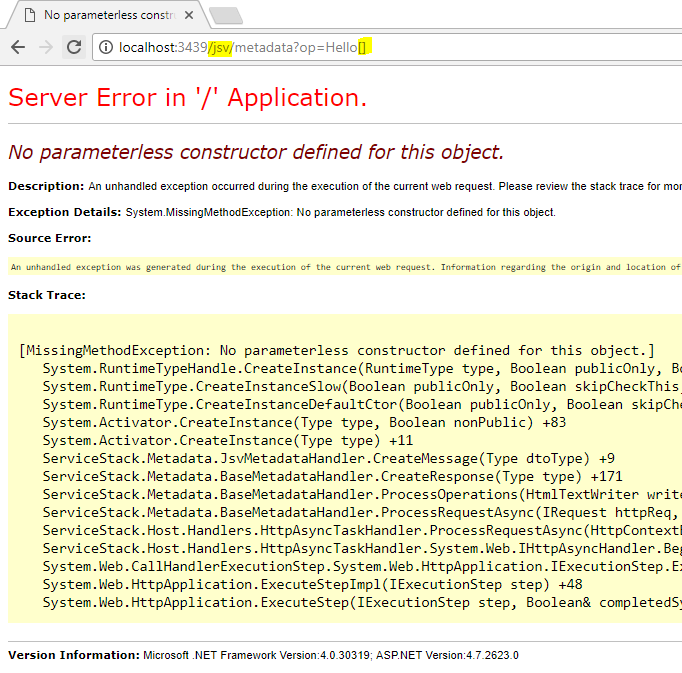 No parameterless constr
localhost:3439/jsv/metadata?op=Hello[]
Server Error in '/' Application.
No parameterless constructor defined for this object.
Description: An unhandled exception occurred during the execution of the current web request. Please review the stack trace for mor
Exception Details: System.MissingMethodException: No parameterless constructor defined for this object.
Source Error:
An unhandled exception was generated during the execution of the current web request. Information regarding the origin and location of
Stack Trace:
[MissingMethodException: No parameterless constructor defined for this object.]
System.RuntimeTypeHandle.CreateInstance(RuntimeType type, Boolean publicOnly, Bo
System.RuntimeType.CreateInstanceSlow(Boolean publicOnly, Boolean skipCheckThis,
System.RuntimeType.CreateInstanceDefaultCtor(Boolean publicOnly, Boolean skipChe
System.Activator.CreateInstance(Type type, Boolean nonPublic) +83
System.Activator.CreateInstance(Type type) +11
ServiceStack.Metadata.JsvMetadataHandler.CreateMessage(Type dtoType) +9
ServiceStack.Metadata.BaseMetadataHandler.CreateResponse(Type type) +171
ServiceStack.Metadata.BaseMetadataHandler.ProcessOperations(HtmlTextWriter write
ServiceStack.Metadata.BaseMetadataHandler.ProcessRequestAsync(IRequest httpReq,
ServiceStack.Host.Handlers.HttpAsyncTaskHandler.ProcessRequestAsync(HttpContextB
ServiceStack.Host.Handlers.HttpAsyncTaskHandler.System.Web.IHttpAsyncHandler.Beg
System.Web.CallHandlerExecutionStep.System.Web.HttpApplication.IExecutionStep.Ex
System.Web.HttpApplication.ExecuteStepImpl(IExecutionStep step) +48
System.Web.HttpApplication.ExecuteStep(IExecutionStep step, Boolean& completedSy
Version Information: Microsoft .NET Framework Version:4.0.30319; ASP.NET Version:4.7.2623.0